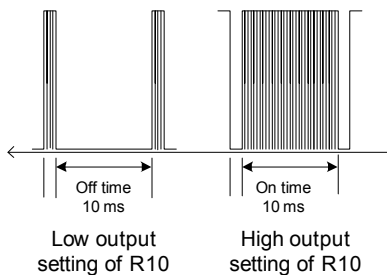 Off time
10 ms
On time
10 ms
Low output
setting of R10
High output
setting of R10